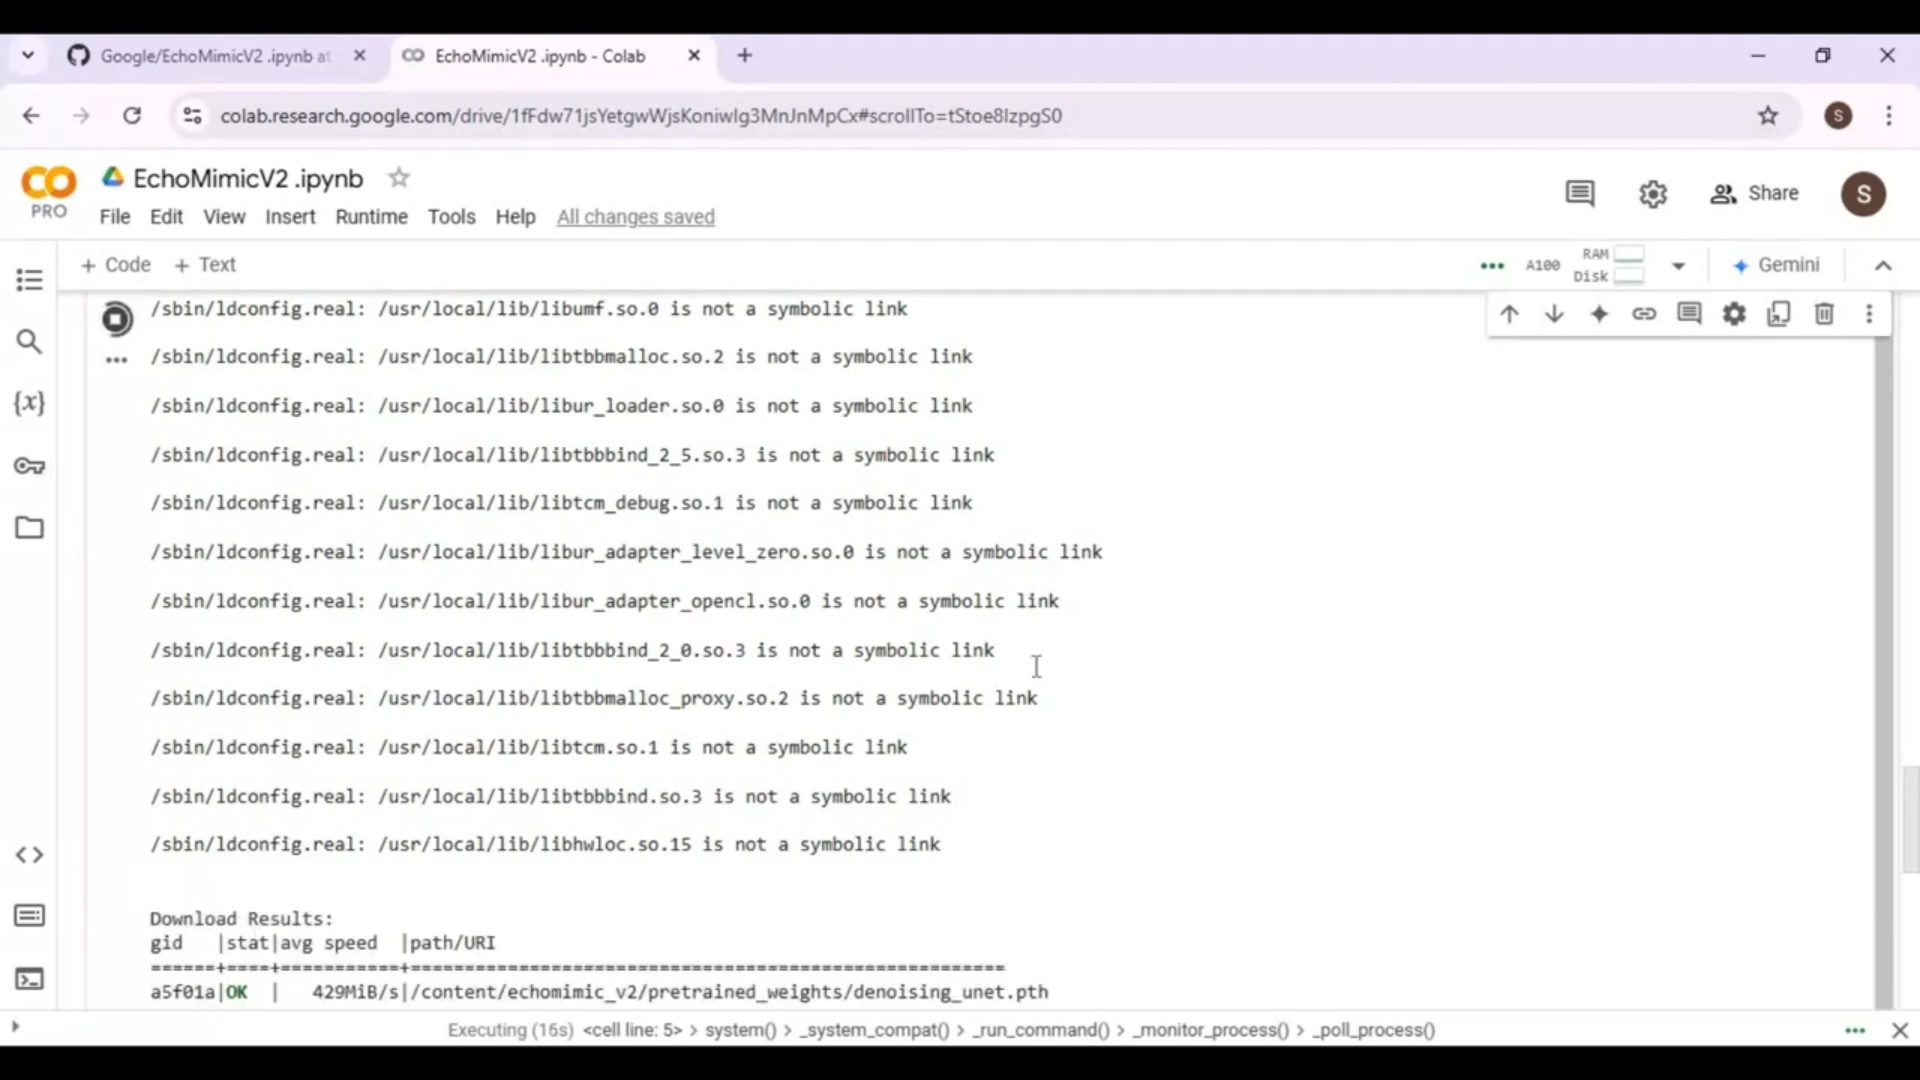 Google/EchoMimicV2 .ipynb at
EchoMimicV2 .ipynb - Colab
colab.research.google.com/drive/1fFdw71jsYetgwWjsKoniwIg3MnJnMpCx#scrollTo=tStoe8IzpgS0
S
CO
PRO
EchoMimicV2 .ipynb
File Edit View Insert Runtime Tools Help All changes saved
Share
S
+ Code + Text
A100
RAM
Disk
Gemini
/sbin/ldconfig.real: /usr/local/lib/libumf.so.0 is not a symbolic link
/sbin/ldconfig.real: /usr/local/lib/libtbbmalloc.so.2 is not a symbolic link
/sbin/ldconfig.real: /usr/local/lib/libur_loader.so.0 is not a symbolic link
/sbin/ldconfig.real: /usr/local/lib/libtbbbind_2_5.so.3 is not a symbolic link
/sbin/ldconfig.real: /usr/local/lib/libtcm_debug.so.1 is not a symbolic link
/sbin/ldconfig.real: /usr/local/lib/libur_adapter_level_zero.so.0 is not a symbolic link
/sbin/ldconfig.real: /usr/local/lib/libur_adapter_opencl.so.0 is not a symbolic link
/sbin/ldconfig.real: /usr/local/lib/libtbbbind_2_0.so.3 is not a symbolic link
/sbin/ldconfig.real: /usr/local/lib/libtbbmalloc_proxy.so.2 is not a symbolic link
/sbin/ldconfig.real: /usr/local/lib/libtcm.so.1 is not a symbolic link
/sbin/ldconfig.real: /usr/local/lib/libtbbbind.so.3 is not a symbolic link
/sbin/ldconfig.real: /usr/local/lib/libhwloc.so.15 is not a symbolic link
Download Results:
gid   |stat|avg speed  |path/URI
======+====+===========+=======================================================
a5f01a|OK  |   429MiB/s|/content/echomimic_v2/pretrained_weights/denoising_unet.pth
Executing (16s) <cell line: 5> > system() > _system_compat() > _run_command() > _monitor_process() > _poll_process()